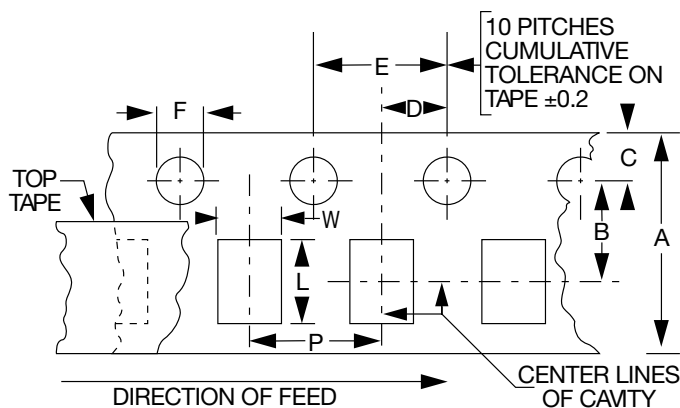 10 PITCHES
CUMULATIVE
TOLERANCE ON
TAPE ±0.2
E
F
D
C
TOP
TAPE
W
B
A
L
P
CENTER LINES
OF CAVITY
DIRECTION OF FEED